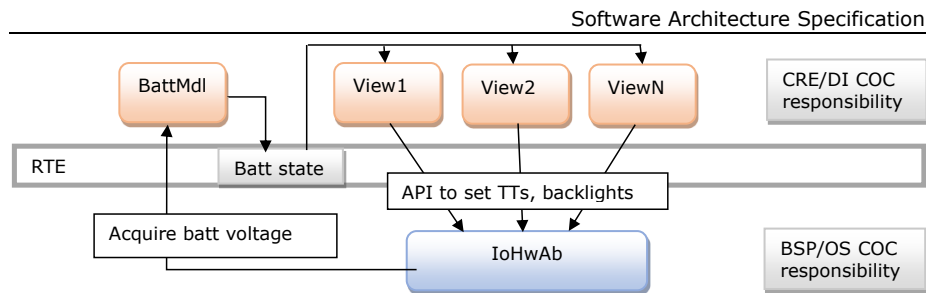 Software Architecture Specification
BattMdl
View1
View2
ViewN
CRE/DI COC
responsibility
RTE
Batt state
API to set TTs, backlights
Acquire batt voltage
IoHwAb
BSP/OS COC
responsibility